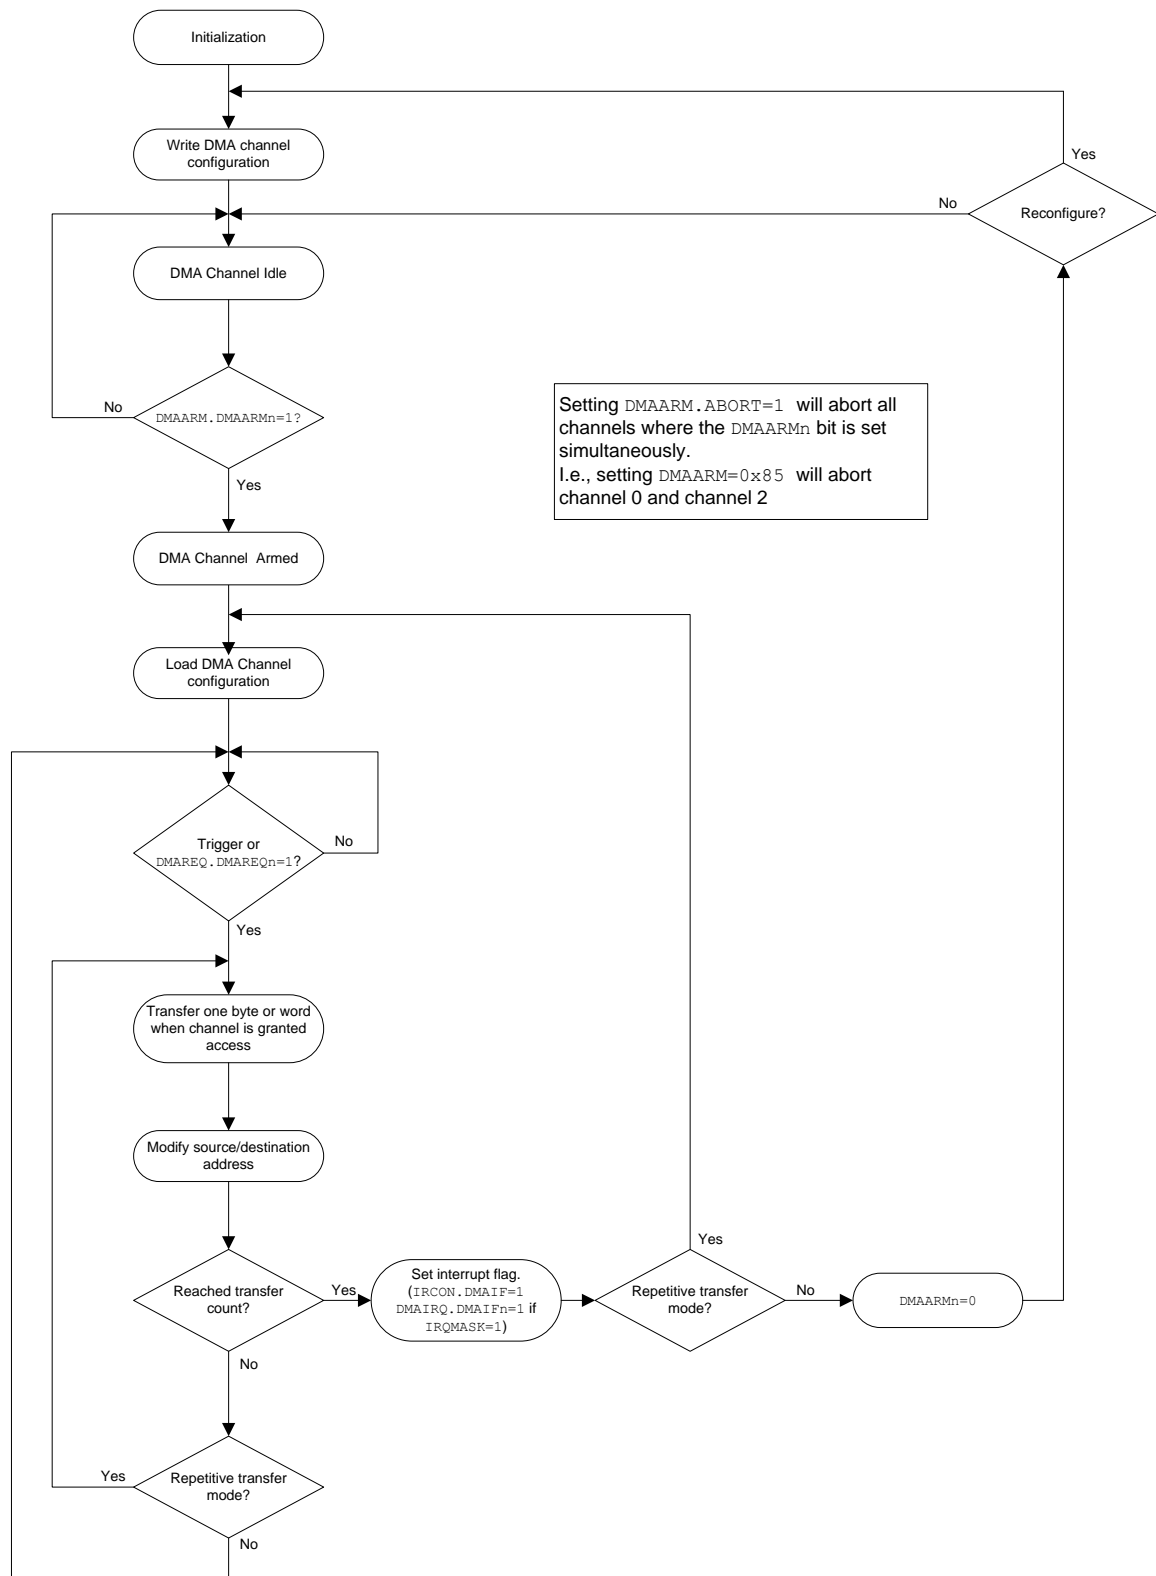 Initialization
Write DMA channel
configuration
Yes
No
Reconfigure?
DMA Channel Idle
No
DMAARM.DMAARMn=1?
Yes
Setting DMAARM.ABORT=1 will abort all
channels where the DMAARMn bit is set
simultaneously.
I.e., setting DMAARM=0x85 will abort
channel 0 and channel 2
DMA Channel Armed
Load DMA Channel
configuration
Trigger or
DMAREQ.DMAREQn=1?
No
Yes
Transfer one byte or word
when channel is granted
access
Modify source/destination
address
Reached transfer
count?
Yes
No
Set interrupt flag.
(IRCON.DMAIF=1
DMAIRQ.DMAIFn=1 if
IRQMASK=1)
Yes
Repetitive transfer
mode?
No
DMAARMn=0
Yes
Repetitive transfer
mode?
No